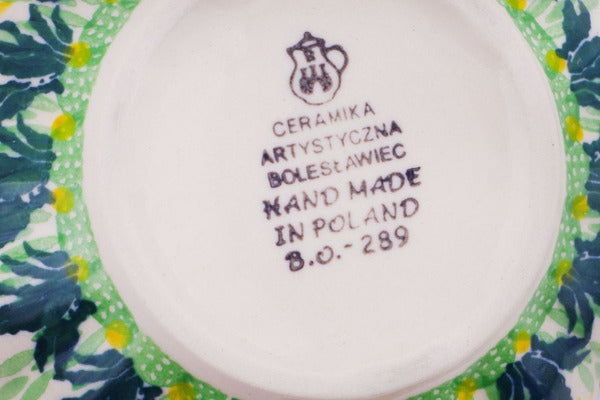 CERAMIKA
ARTYSTYCZNA
BOLESŁAWIEC
HAND MADE
IN POLAND
B.O.-289